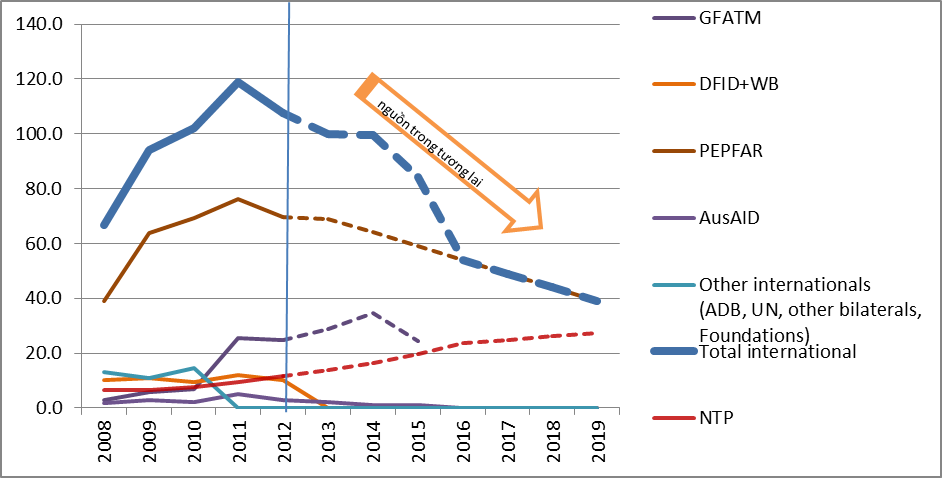 140.0
120.0
100.0
80.0
60.0
40.0
20.0
0.0
2008
2009
2010
2011
2012
2013
2014
2015
2016
2017
2018
2019
nguồn trong tương lai
GFATM
DFID+WB
PEPFAR
AusAID
Other internationals
(ADB, UN, other bilaterals,
Foundations)
Total international
NTP